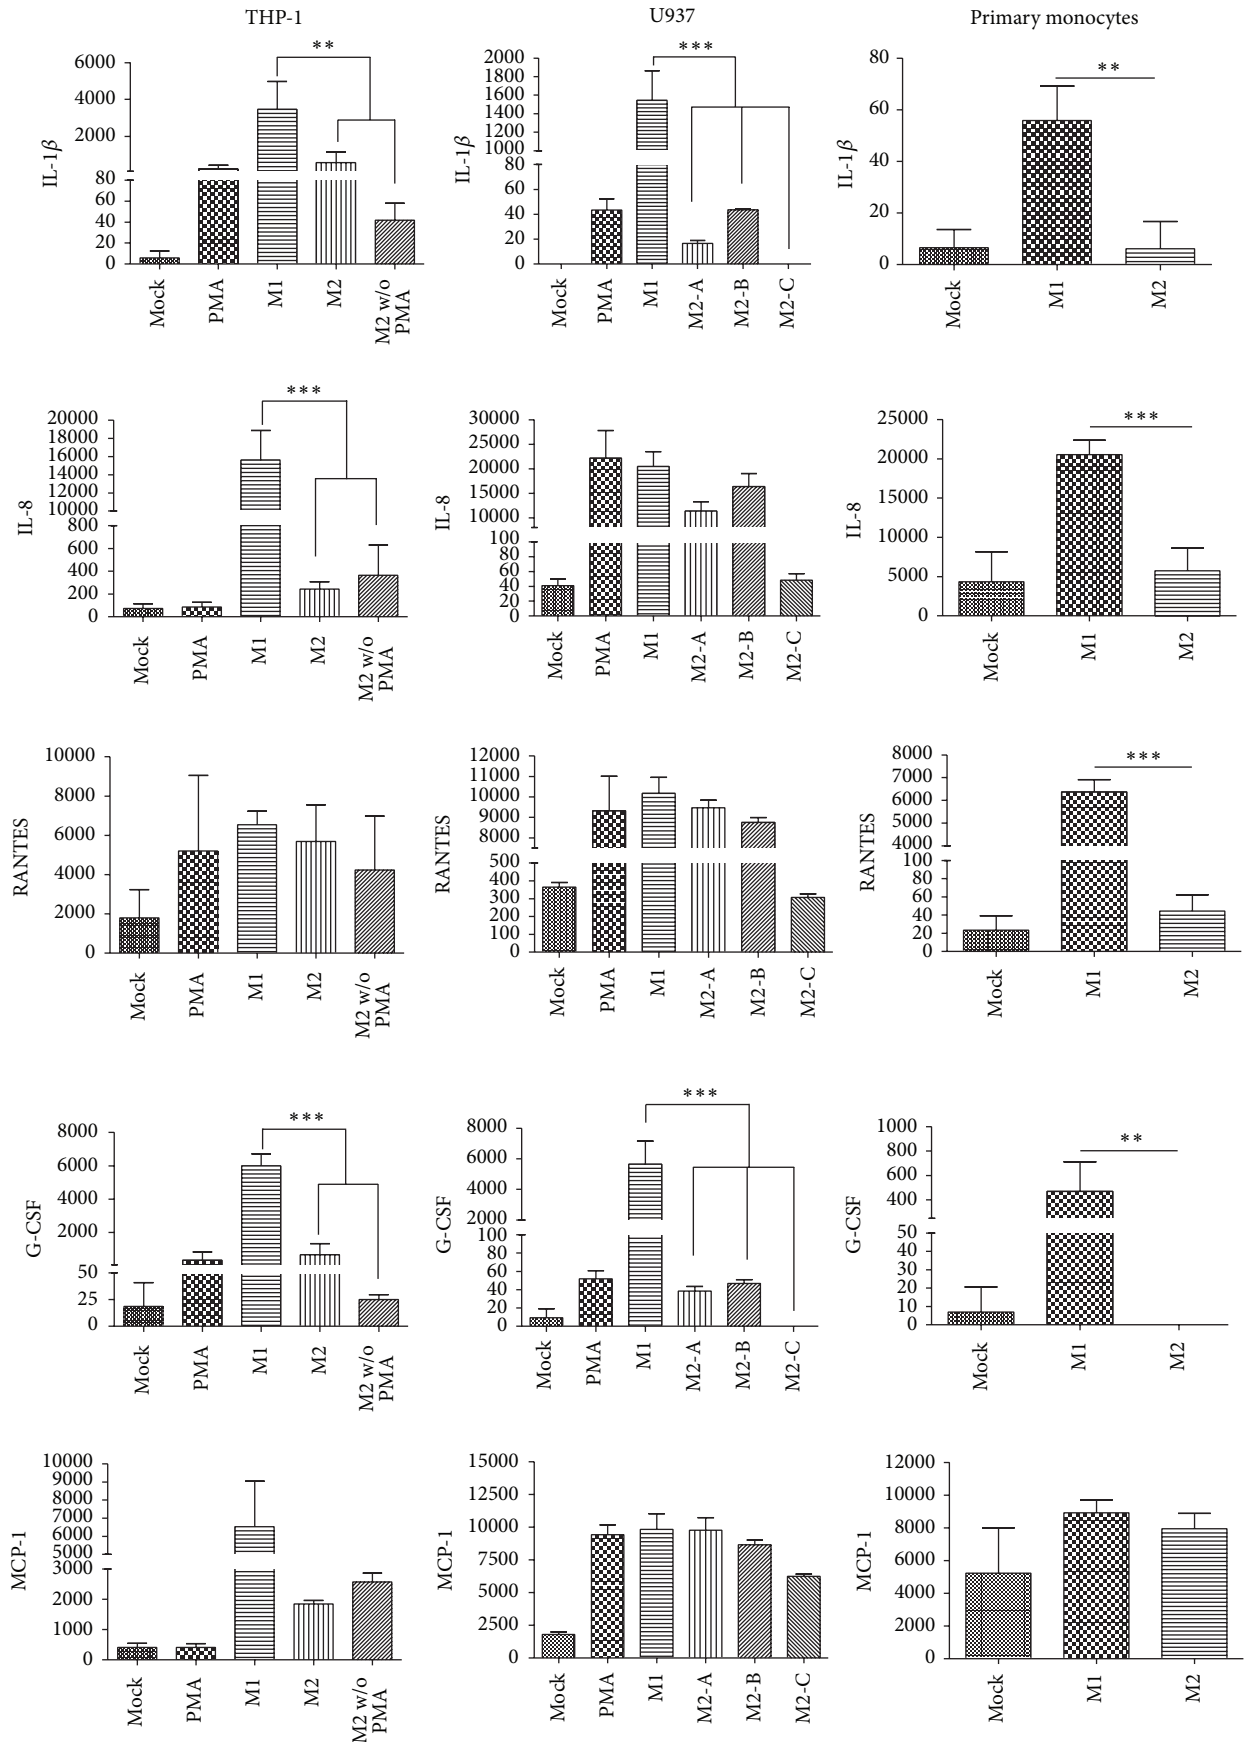 THP-1
U937
Primary monocytes
IL-1β
6000
4000
2000
80
60
40
20
0
**
Mock
PMA
M1
M2
M2 w/o
PMA
IL-1β
2000
1800
1600
1400
1200
1000
80
60
40
20
0
***
Mock
PMA
M1
M2-A
M2-B
M2-C
IL-1β
80
60
40
20
0
**
Mock
M1
M2
IL-8
20000
18000
16000
14000
12000
10000
800
600
400
200
0
***
Mock
PMA
M1
M2
M2 w/o
PMA
IL-8
30000
25000
20000
15000
10000
100
80
60
40
20
0
Mock
PMA
M1
M2-A
M2-B
M2-C
IL-8
25000
20000
15000
10000
5000
0
***
Mock
M1
M2
RANTES
10000
8000
6000
4000
2000
0
Mock
PMA
M1
M2
M2 w/o
PMA
RANTES
12000
11000
10000
9000
8000
500
400
300
200
100
0
Mock
PMA
M1
M2-A
M2-B
M2-C
RANTES
8000
7000
6000
5000
4000
100
80
60
40
20
0
***
Mock
M1
M2
G-CSF
8000
6000
4000
2000
50
25
0
***
Mock
PMA
M1
M2
M2 w/o
PMA
G-CSF
8000
6000
4000
2000
100
80
60
40
20
0
***
Mock
PMA
M1
M2-A
M2-B
M2-C
G-CSF
1000
800
600
400
50
40
30
20
10
0
**
Mock
M1
M2
MCP-1
10000
9000
8000
7000
6000
5000
3000
2000
1000
0
Mock
PMA
M1
M2
M2 w/o
PMA
MCP-1
15000
12500
10000
7500
5000
2500
0
Mock
PMA
M1
M2-A
M2-B
M2-C
MCP-1
12000
10000
8000
6000
4000
2000
0
Mock
M1
M2